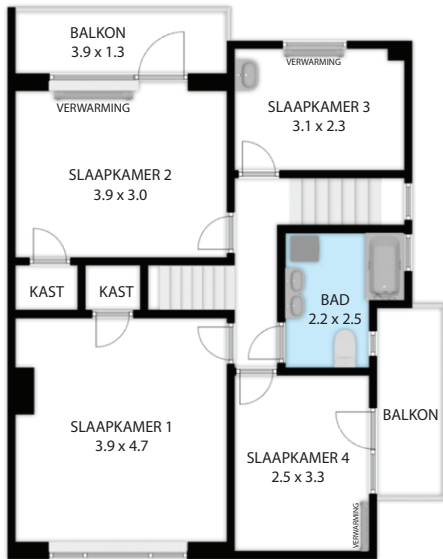 BALKON
3.9 x 1.3
VERWARMING
VERWARMING
SLAAPKAMER 3
3.1 x 2.3
SLAAPKAMER 2
3.9 x 3.0
KAST
KAST
BAD
2.2 x 2.5
SLAAPKAMER 1
3.9 x 4.7
BALKON
SLAAPKAMER 4
2.5 x 3.3
VERWARMING